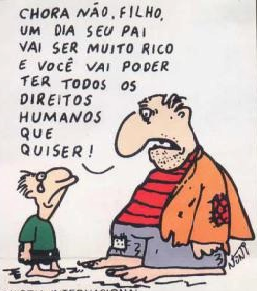 CHORA NÃO, FILHO,
UM DIA SEU PAI
VAI SER MUITO RICO
E VOCÊ VAI PODER
TER TODOS OS
DIREITOS
HUMANOS
QUE
QUISER!